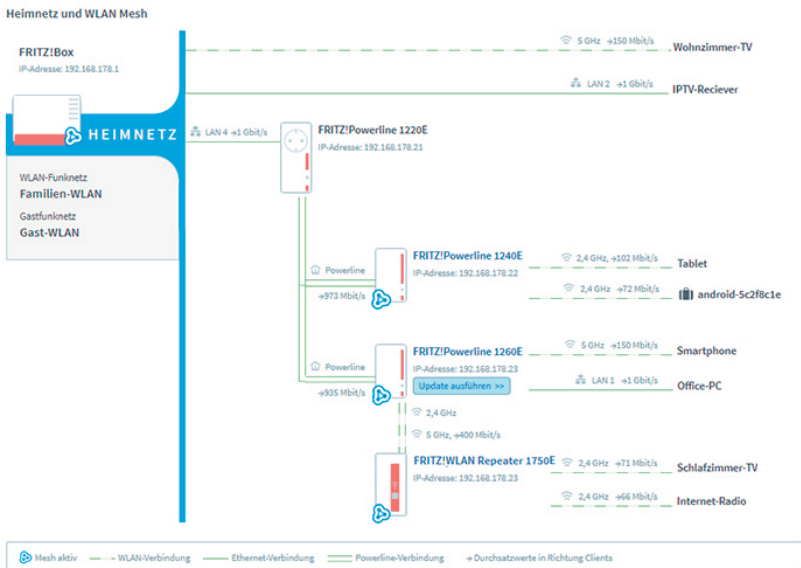 Heimnetz und WLAN Mesh
FRITZ!Box
IP-Adresse: 192.168.178.1
HEIMNETZ
WLAN-Funknetz
Familien-WLAN
Gastfunknetz
Gast-WLAN
5 GHz →150 Mbit/s
Wohnzimmer-TV
LAN 2 →1 Gbit/s
IPTV-Reciever
LAN 4 →1 Gbit/s
FRITZ!Powerline 1220E
IP-Adresse: 192.168.178.21
Powerline
→973 Mbit/s
FRITZ!Powerline 1240E
IP-Adresse: 192.168.178.22
2,4 GHz, →102 Mbit/s
Tablet
2,4 GHz →72 Mbit/s
android-5c2f8c1e
Powerline
→935 Mbit/s
FRITZ!Powerline 1260E
IP-Adresse: 192.168.178.23
Update ausführen >>
5 GHz →150 Mbit/s
Smartphone
LAN 1 →1 Gbit/s
Office-PC
2,4 GHz
5 GHz, →400 Mbit/s
FRITZ!WLAN Repeater 1750E
IP-Adresse: 192.168.178.23
2,4 GHz →71 Mbit/s
Schlafzimmer-TV
2,4 GHz →66 Mbit/s
Internet-Radio
Mesh aktiv
WLAN-Verbindung
Ethernet-Verbindung
Powerline-Verbindung
→ Durchsatzwerte in Richtung Clients